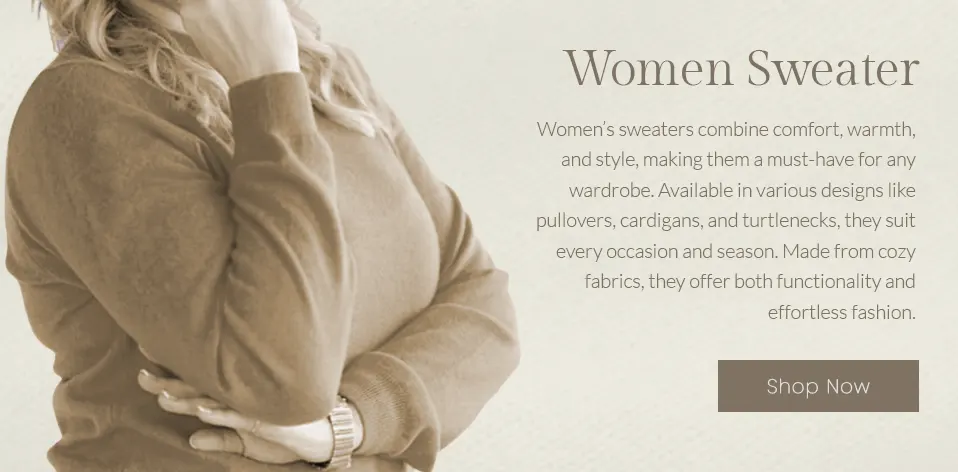 Women Sweater
Women’s sweaters combine comfort, warmth,
and style, making them a must-have for any
wardrobe. Available in various designs like
pullovers, cardigans, and turtlenecks, they suit
every occasion and season. Made from cozy
fabrics, they offer both functionality and
effortless fashion.
Shop Now